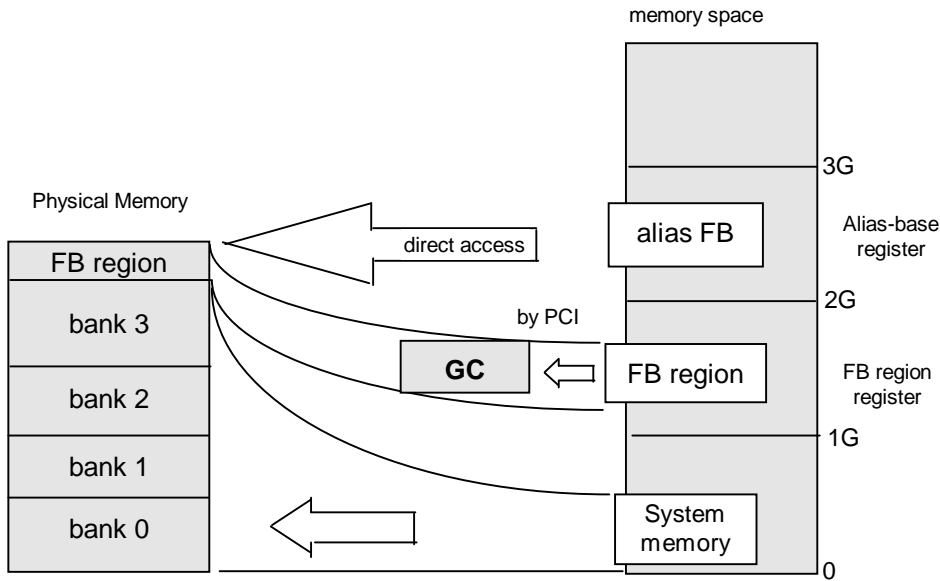 memory space
3G
Physical Memory
direct access
alias FB
Alias-base
register
FB region
2G
bank 3
by PCI
GC
FB region
FB region
register
bank 2
1G
bank 1
bank 0
System
memory
0